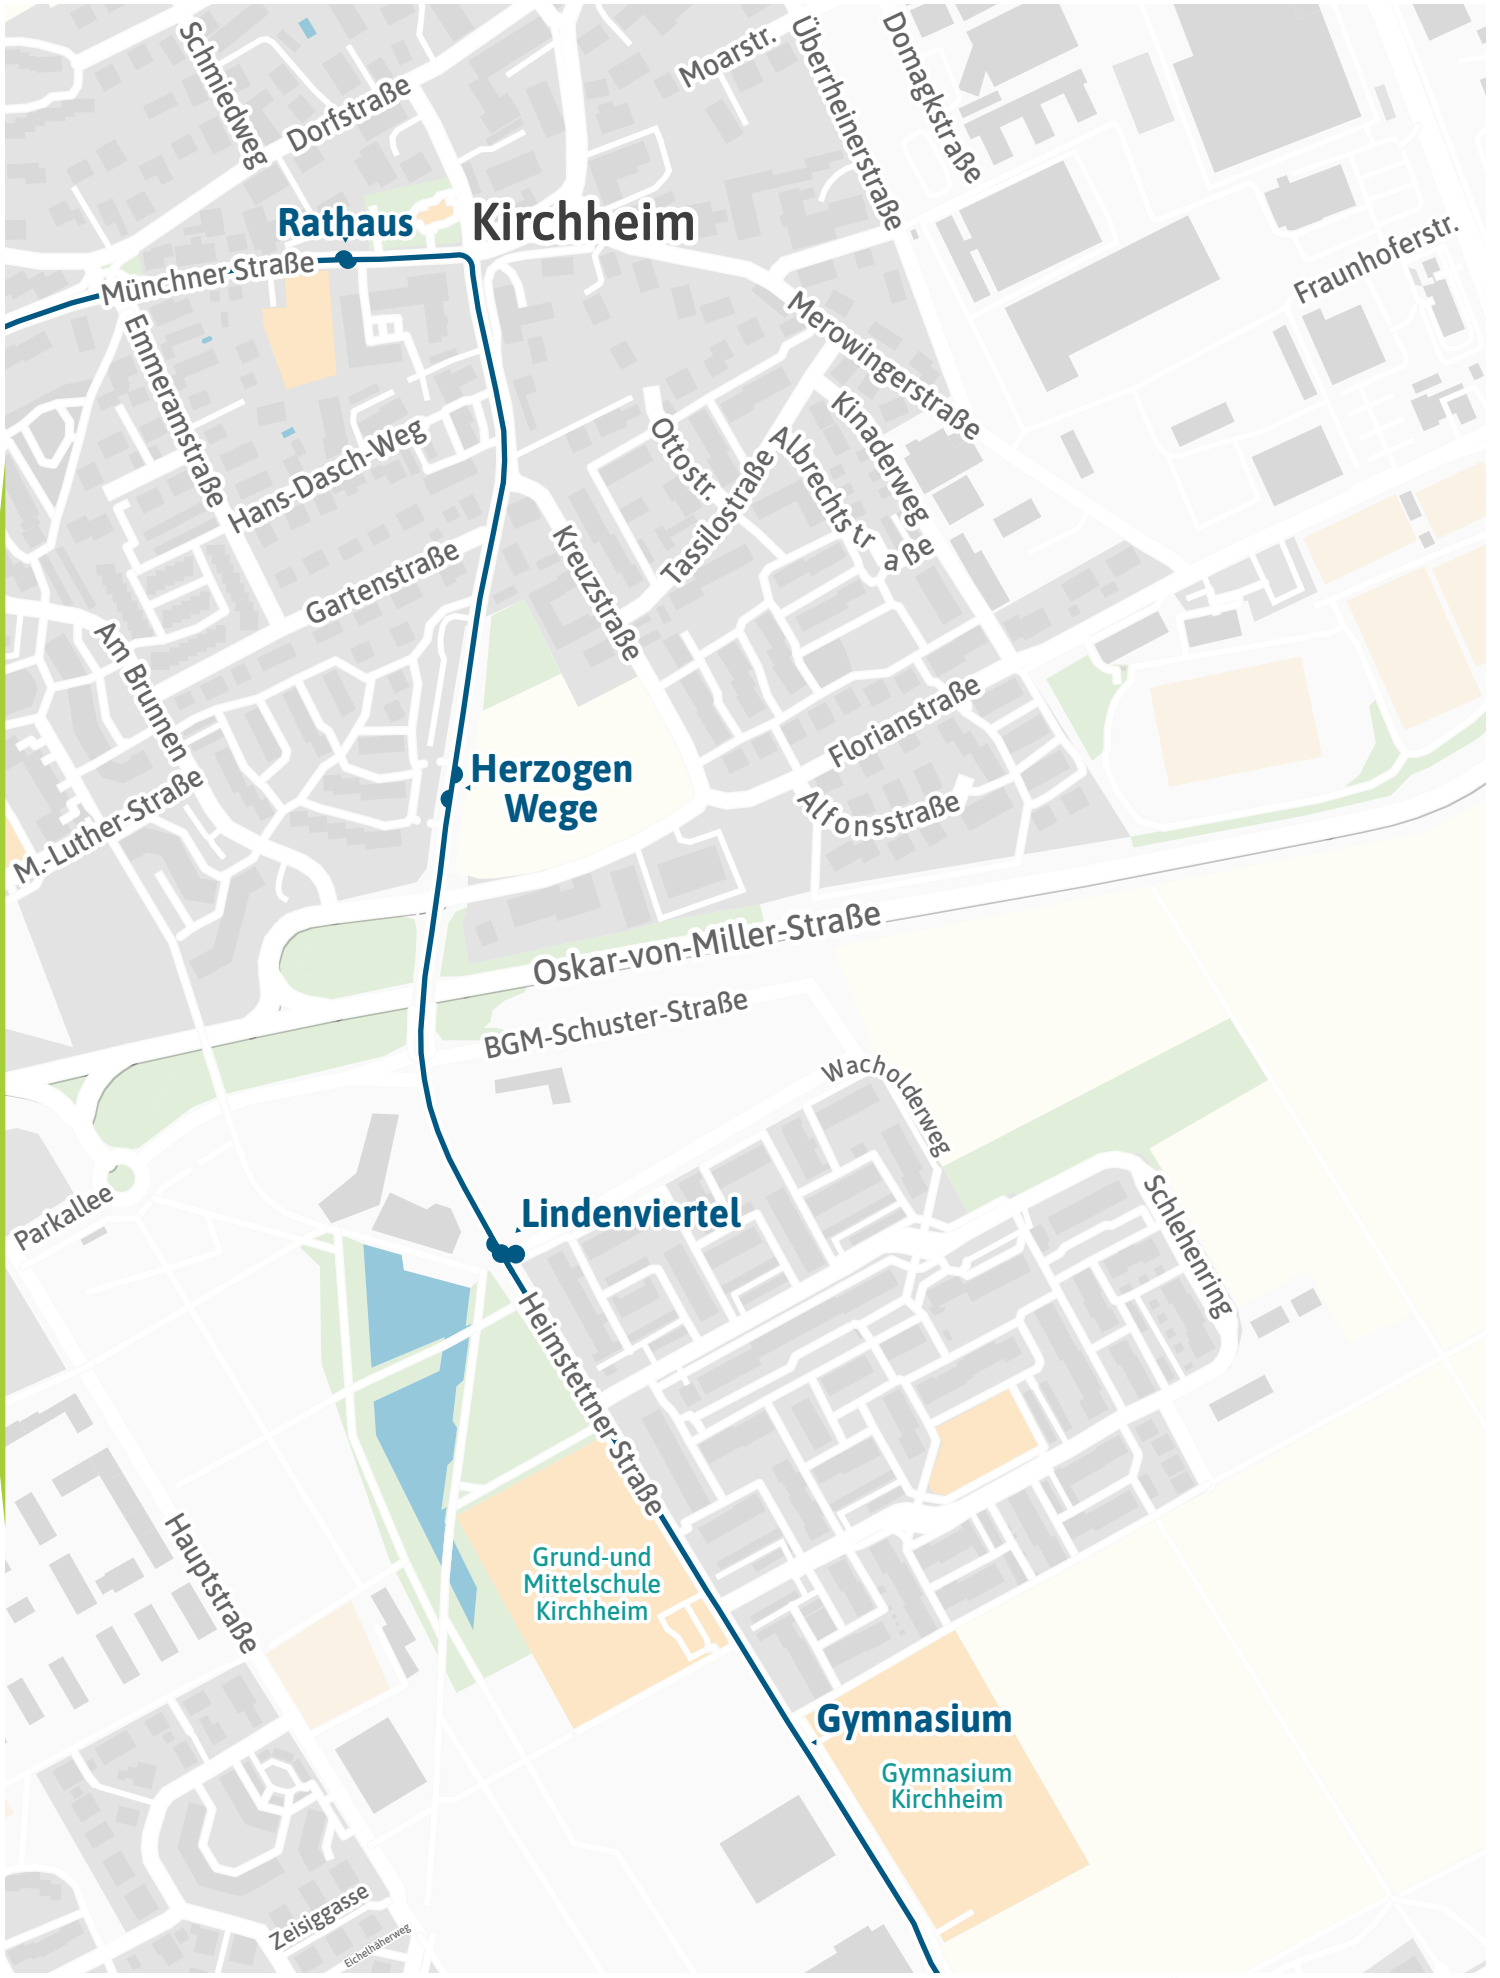 Schmiedweg
Dorfstraße
Moarstr.
Überrheinerstraße
Domagkstraße
Rathaus
Kirchheim
Münchner Straße
Fraunhoferstr.
Emmeramstraße
Merowingerstraße
Hans-Dasch-Weg
Ottostr.
Tassilostraße
Albrechtstraße
Kinaderweg
Gartenstraße
Kreuzstraße
Am Brunnen
Florianstraße
Herzogen
Wege
M.-Luther-Straße
Alfonsstraße
Oskar-von-Miller-Straße
BGM-Schuster-Straße
Wacholderweg
Parkallee
Lindenviertel
Schlehenring
Heimstettner Straße
Hauptstraße
Grund-und
Mittelschule
Kirchheim
Gymnasium
Gymnasium
Kirchheim
Zeisiggasse
Eichelhäherweg